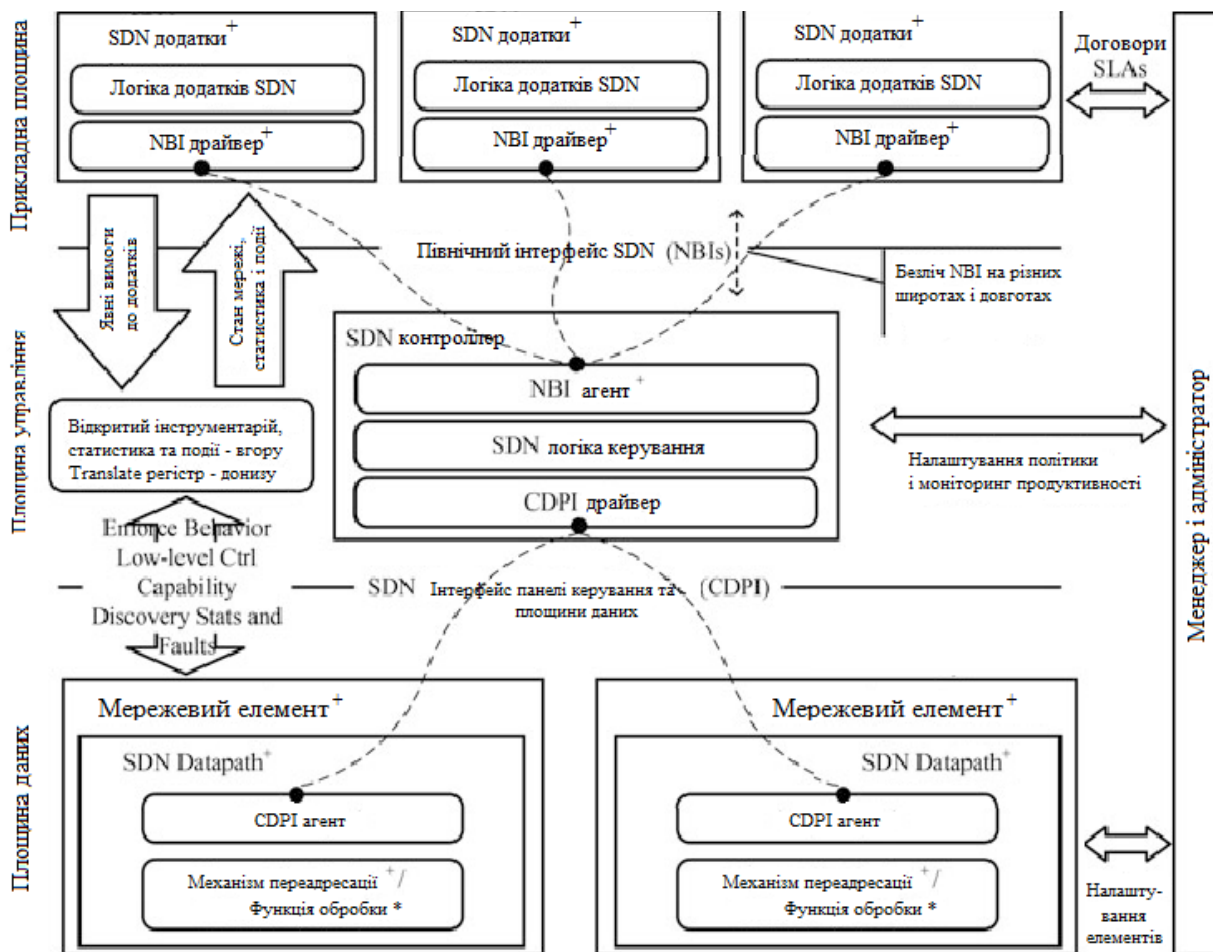 Прикладна площина
SDN додатки +
Логіка додатків SDN
NBI драйвер +
SDN додатки +
Логіка додатків SDN
NBI драйвер +
SDN додатки +
Логіка додатків SDN
NBI драйвер +
Договори
SLAs
Явні вимоги
до додатків
Стан мережі,
статистика і події
Північний інтерфейс SDN (NBIs)
Безліч NBI на різних
широтах і довготах
Площина управління
SDN контроллер
NBI агент +
SDN логіка керування
CDPI драйвер
Відкритий інструментарій,
статистика та події - вгору
Translate регістр - донизу
Налаштування політики
і моніторинг продуктивності
Менеджер і адміністратор
Enforce Behavior
Low-level Ctrl
Capability
Discovery Stats and
Faults
SDN Інтерфейс панелі керування та (CDPI)
площини даних
Площина даних
Мережевий елемент +
SDN Datapath +
CDPI агент
Механізм переадресації + /
Функція обробки *
Мережевий елемент +
SDN Datapath +
CDPI агент
Механізм переадресації + /
Функція обробки *
Налашту-
вання
елементів